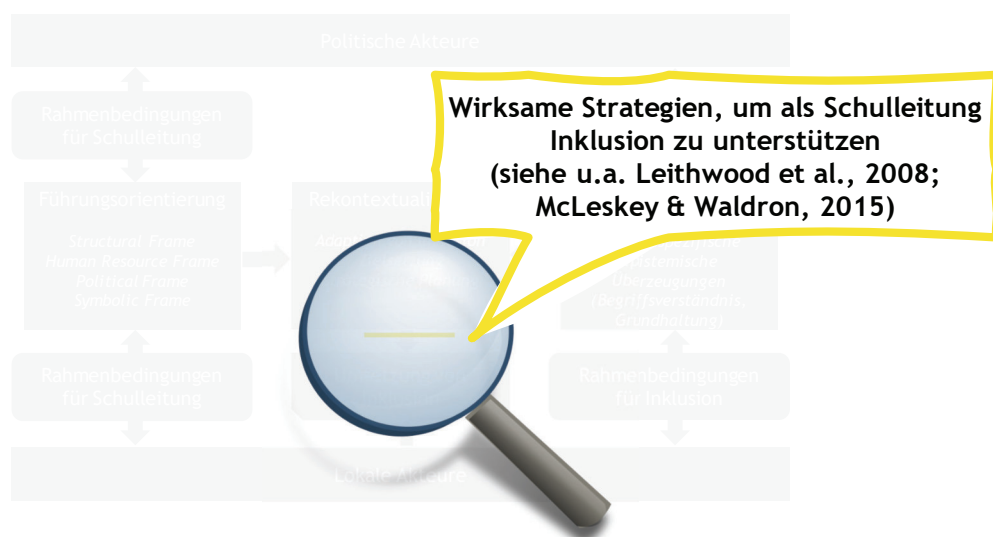 Politische Akteure
Wirksame Strategien, um als Schulleitung
Inklusion zu unterstützen
(siehe u.a. Leithwood et al., 2008;
McLeskey & Waldron, 2015)
Rahmenbedingungen
für Schulleitung
Führungsorientierung
Structural Frame
Human Resource Frame
Political Frame
Symbolic Frame
systemische
Überzeugungen
(Begriffsverständnis,
Grundhaltung)
Rahmenbedingungen
für Schulleitung
Rahmenbedingungen
für Inklusion
Lokale Akteure